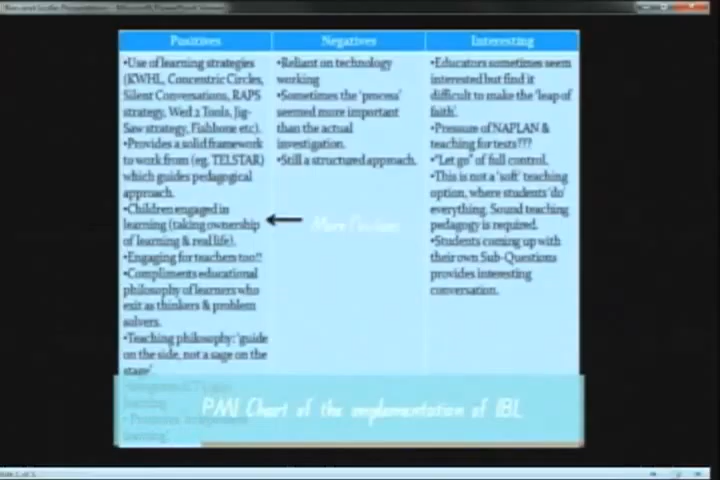 Positives
•Use of learning strategies
(KWHL, Concentric Circles,
Silent Conversations, RAPS
strategy, Wed 2 Tools, Jig-
Saw strategy, Fishbone etc).
•Provides a solid framework
to work from (eg. TELSTAR)
which guides pedagogical
approach.
•Children engaged in
learning (taking ownership
of learning & real life).
•Engaging for teachers too!!
•Compliments educational
philosophy of learners who
exit as thinkers & problem
solvers.
•Teaching philosophy: 'guide
on the side, not a sage on the
stage'
learning
learning'
Negatives
•Reliant on technology
working
•Sometimes the 'process'
seemed more important
than the actual
investigation.
•Still a structured approach.
More Positives
Interesting
•Educators sometimes seem
interested but find it
difficult to make the 'leap of
faith'.
•Pressure of NAPLAN &
teaching for tests???
•"Let go" of full control.
•This is not a 'soft' teaching
option, where students 'do'
everything. Sound teaching
pedagogy is required.
•Students coming up with
their own Sub-Questions
provides interesting
conversation.
PMI Chart of the implementation of IBL